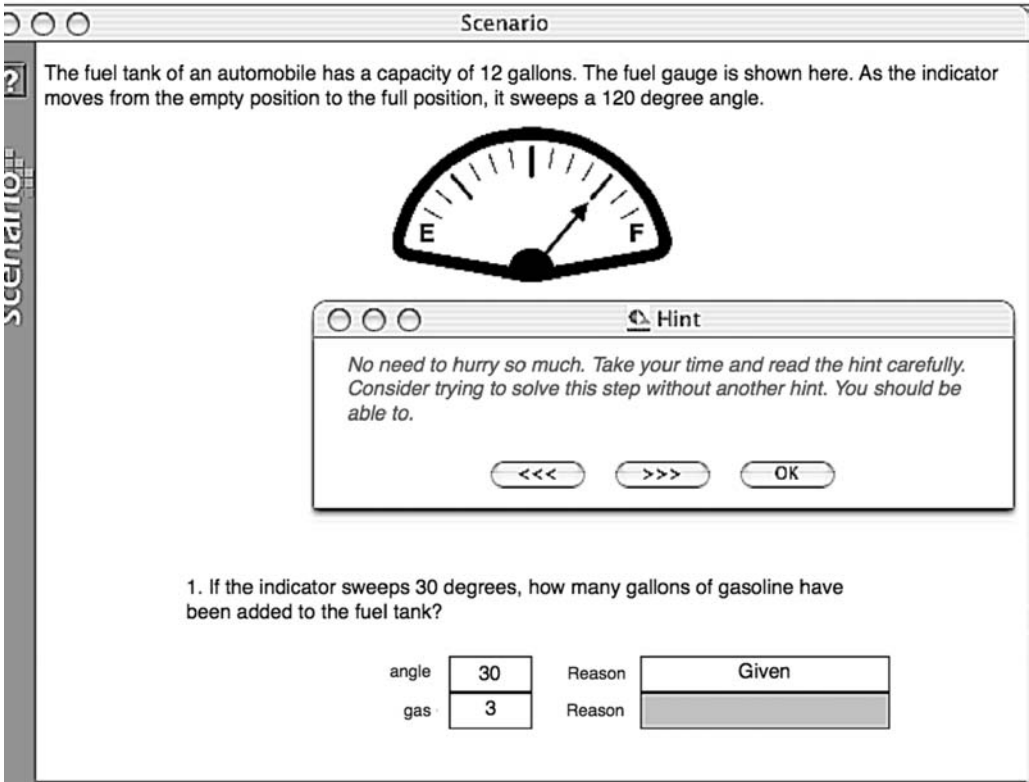 Scenario
?
scenario
The fuel tank of an automobile has a capacity of 12 gallons. The fuel gauge is shown here. As the indicator
moves from the empty position to the full position, it sweeps a 120 degree angle.
E F
Hint
No need to hurry so much. Take your time and read the hint carefully.
Consider trying to solve this step without another hint. You should be
able to.
<<< >>> OK
1. If the indicator sweeps 30 degrees, how many gallons of gasoline have
been added to the fuel tank?
angle 30 Reason Given
gas 3 Reason